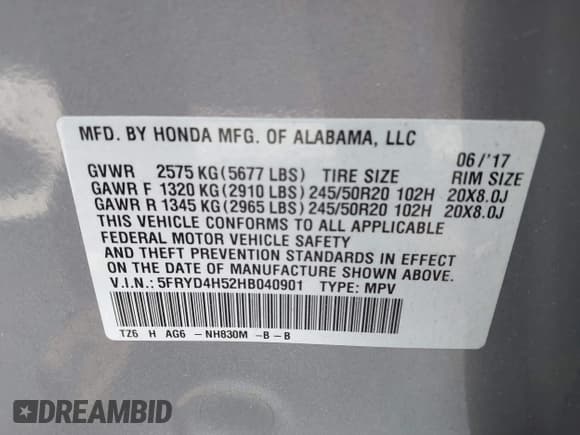 MFD. BY HONDA MFG. OF ALABAMA, LLC
06/'17
GVWR 2575 KG(5677 LBS) TIRE SIZE RIM SIZE
GAWR F 1320 KG(2910 LBS)245/50R20 102H 20X8.0J
GAWR R 1345 KG(2965 LBS)245/50R20 102H 20X8.0J
THIS VEHICLE CONFORMS TO ALL APPLICABLE
FEDERAL MOTOR VEHICLE SAFETY
AND THEFT PREVENTION STANDARDS IN EFFECT
ON THE DATE OF MANUFACTURE SHOWN ABOVE.
V.I.N.: 5FRYD4H52HB040901 TYPE: MPV
TZ6 H AG6 -NH830M -B-B
DREAMBID